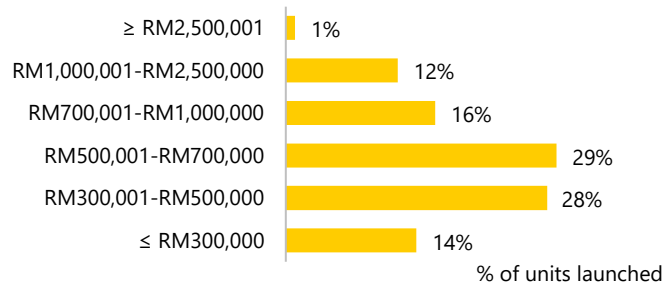 ≥ RM2,500,001 1%
RM1,000,001-RM2,500,000 12%
RM700,001-RM1,000,000 16%
RM500,001-RM700,000 29%
RM300,001-RM500,000 28%
≤ RM300,000 14%
% of units launched